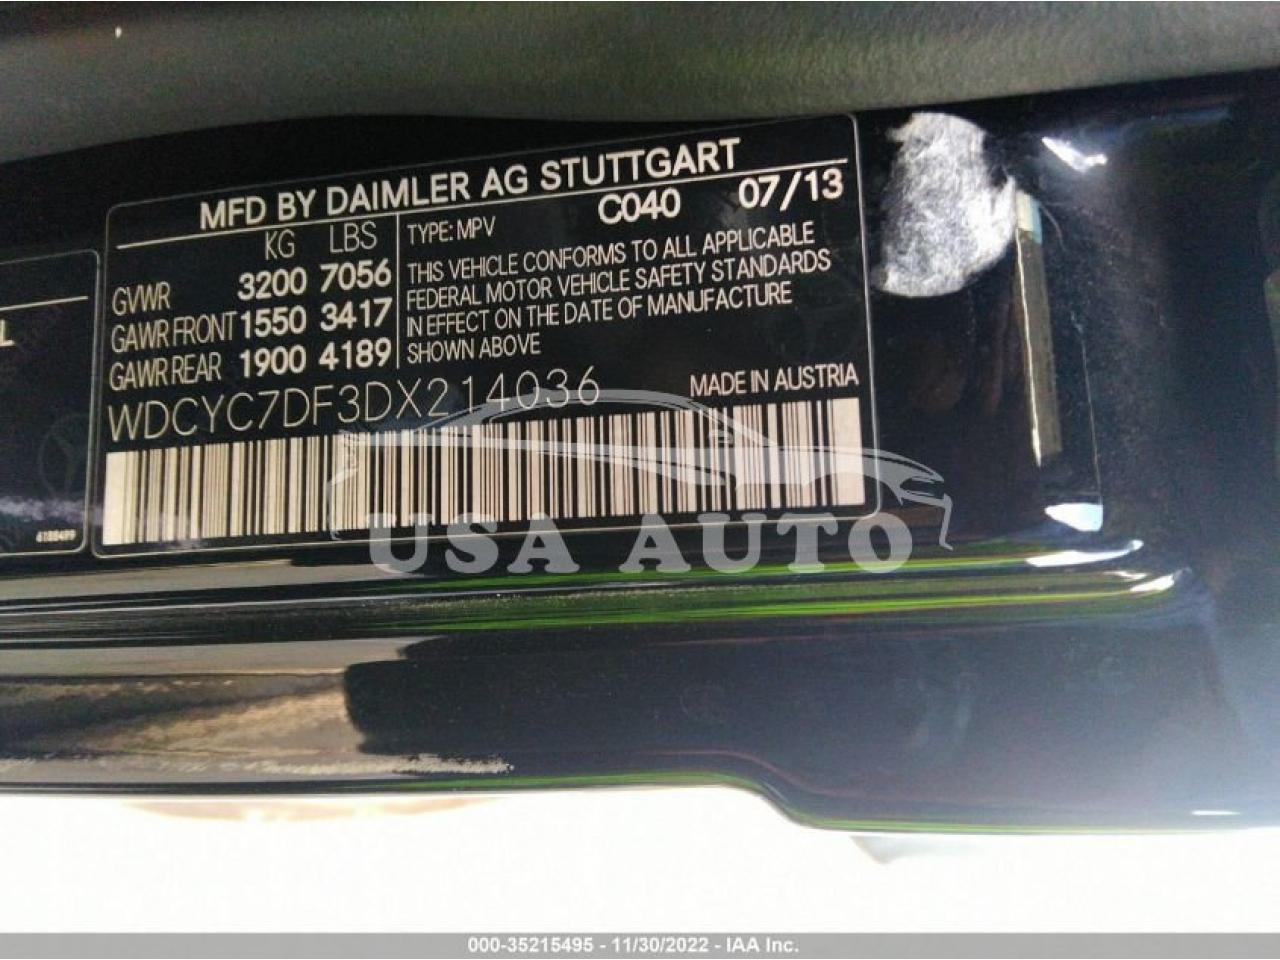 MFD BY DAIMLER AG STUTTGART
KG LBS
TYPE: MPV C040 07/13
GVWR 3200 7056
GAWR FRONT 1550 3417
GAWR REAR 1900 4189
THIS VEHICLE CONFORMS TO ALL APPLICABLE
FEDERAL MOTOR VEHICLE SAFETY STANDARDS
IN EFFECT ON THE DATE OF MANUFACTURE
SHOWN ABOVE
WDCYC7DF3DX214036 MADE IN AUSTRIA
L
USA AUTO
000-35215495 - 11/30/2022 - IAA Inc.